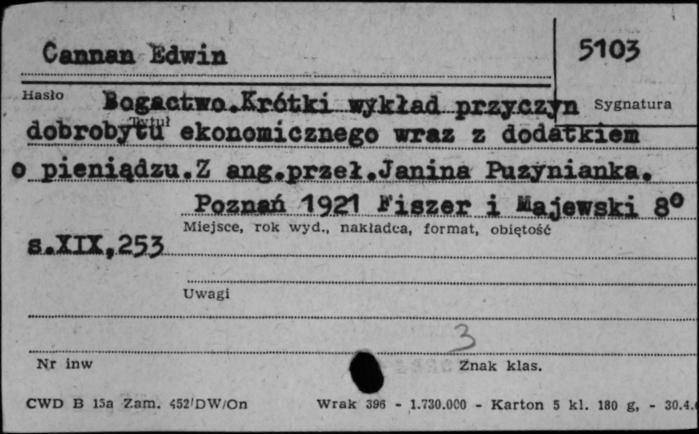 Cannan Edwin 5103
Hasło Bogactwo.Krótki wykład przyczyn Sygnatura
Tytuł
dobrobytu ekonomicznego wraz z dodatkiem
o pieniądzu.Z ang.przeł.Janina Puzynianka.
Poznań 1921 Fiszer i Majewski 8°
Miejsce, rok wyd., nakładca, format, objętość
s.XIX,253
Uwagi
3
Nr inw Znak klas.
CWD B 15a Zam. 452/DW/On Wrak 396 - 1.730.000 - Karton 5 kl. 180 g, - 30.4.